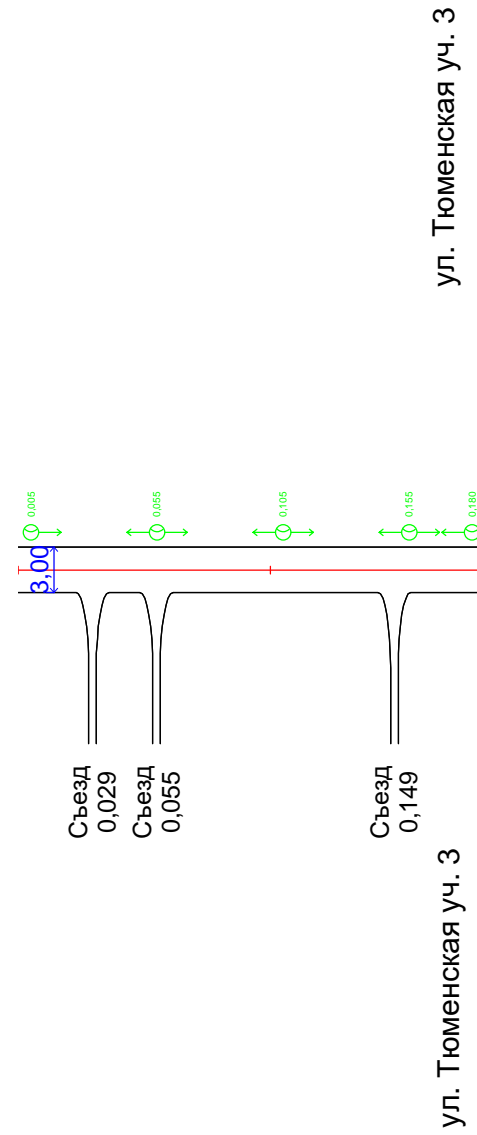 ул. Тюменская уч. 3
0,005
0,055
0,105
0,155
0,180
3,00
Съезд
0,029
Съезд
0,055
Съезд
0,149
ул. Тюменская уч. 3